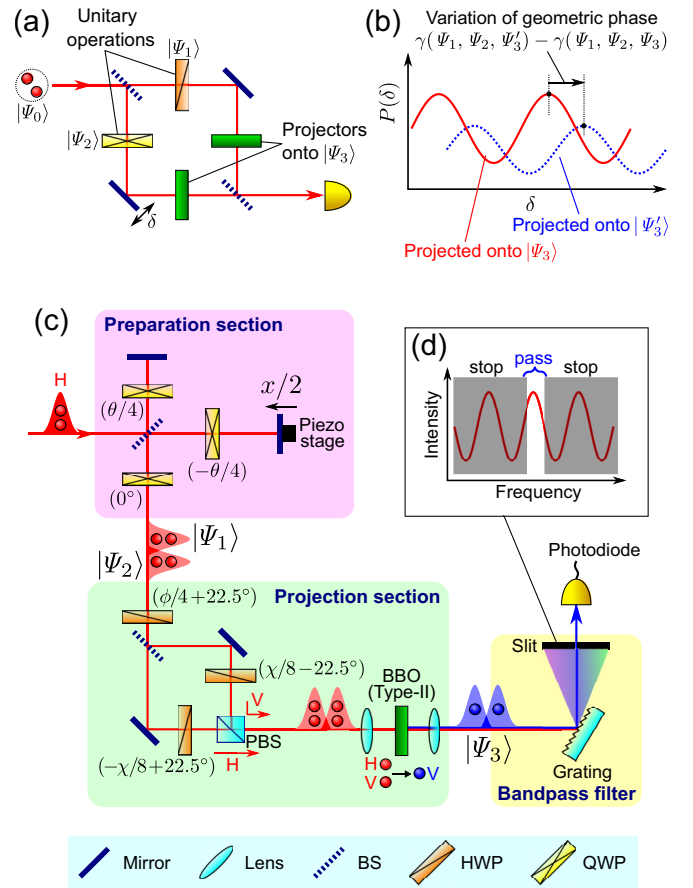 (a)
Unitary
operations
|Ψ₁⟩
|Ψ₀⟩
|Ψ₂⟩
Projectors
onto |Ψ₃⟩
δ
(b)
Variation of geometric phase
γ(Ψ₁, Ψ₂, Ψ₃′) − γ(Ψ₁, Ψ₂, Ψ₃)
P(δ)
δ
Projected onto |Ψ₃′⟩
Projected onto |Ψ₃⟩
(c)
Preparation section
H
(θ/4)
x/2
Piezo
stage
(−θ/4)
(0°)
|Ψ₁⟩
|Ψ₂⟩
(d)
stop
pass
stop
Intensity
Frequency
Photodiode
(ϕ/4+22.5°)
Projection section
(χ/8−22.5°)
BBO
(Type-II)
V
PBS
H
(−χ/8+22.5°)
H
V
V
|Ψ₃⟩
Slit
Grating
Bandpass filter
Mirror
Lens
BS
HWP
QWP